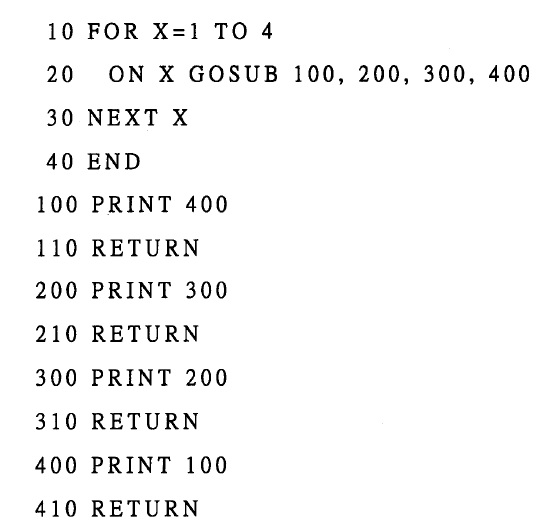 10 FOR X=1 TO 4
20 ON X GOSUB 100, 200, 300, 400
30 NEXT X
40 END
100 PRINT 400
110 RETURN
200 PRINT 300
210 RETURN
300 PRINT 200
310 RETURN
400 PRINT 100
410 RETURN